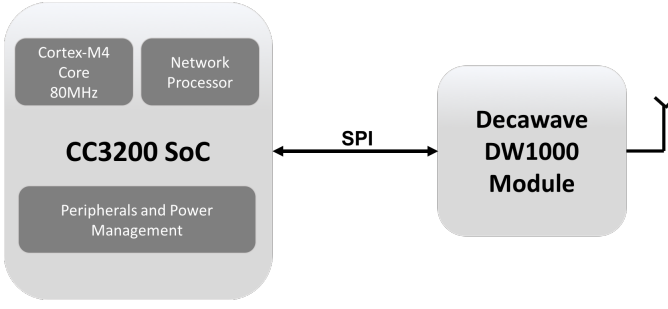 Cortex-M4
Core
80MHz
Network
Processor
CC3200 SoC
Peripherals and Power
Management
SPI
Decawave
DW1000
Module